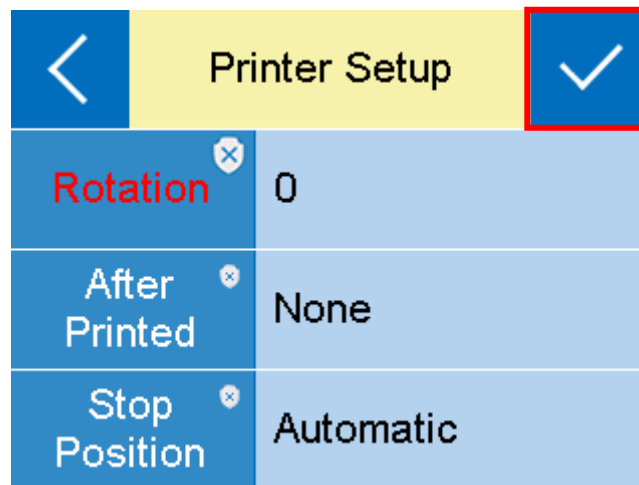 Printer Setup
Rotation
0
After
Printed
None
Stop
Position
Automatic